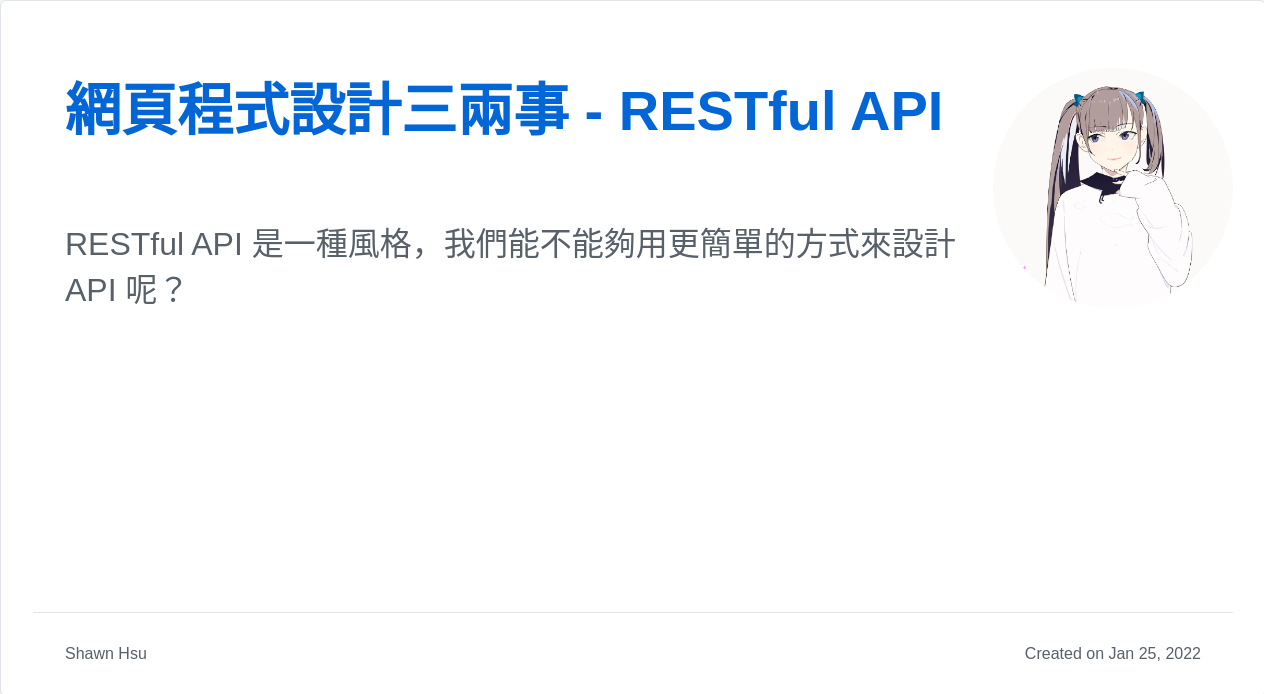 網頁程式設計三兩事 - RESTful API
RESTful API 是一種風格，我們能不能夠用更簡單的方式來設計
API 呢？
Shawn Hsu
Created on Jan 25, 2022